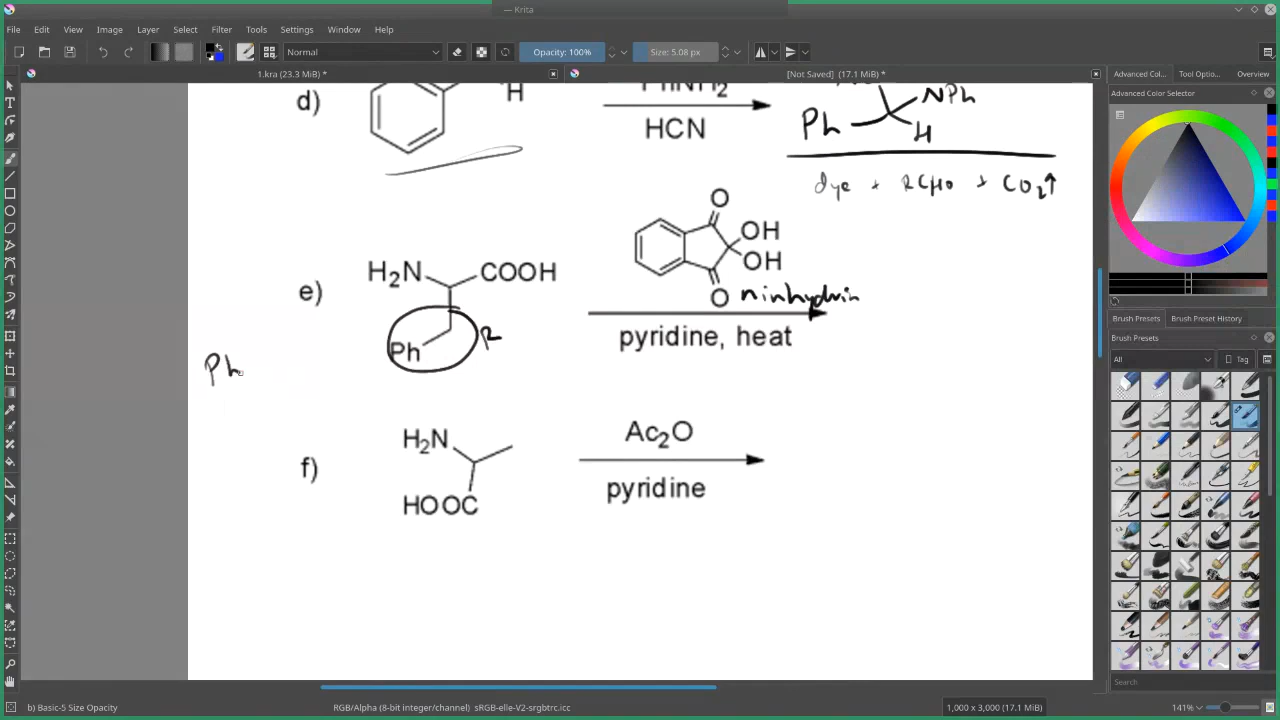 — Krita
File Edit View Image Layer Select Filter Tools Settings Window Help
Normal Opacity: 100% Size: 5.08 px
1.kra (23.3 MiB) * [Not Saved] (17.1 MiB) *
Advanced Col... Tool Optio... Overview
Advanced Color Selector
d) H PhNH2 NPh
HCN Ph H
dye + RCHO + CO2↑
O
OH
H2N COOH OH
e) O ninhydrin
Ph R pyridine, heat
Ph
H2N Ac2O
f)
HOOC pyridine
Brush Presets Brush Preset History
Brush Presets
All Tag
Search
b) Basic-5 Size Opacity RGB/Alpha (8-bit integer/channel) sRGB-elle-V2-srgbtrc.icc 1,000 x 3,000 (17.1 MiB) 141%